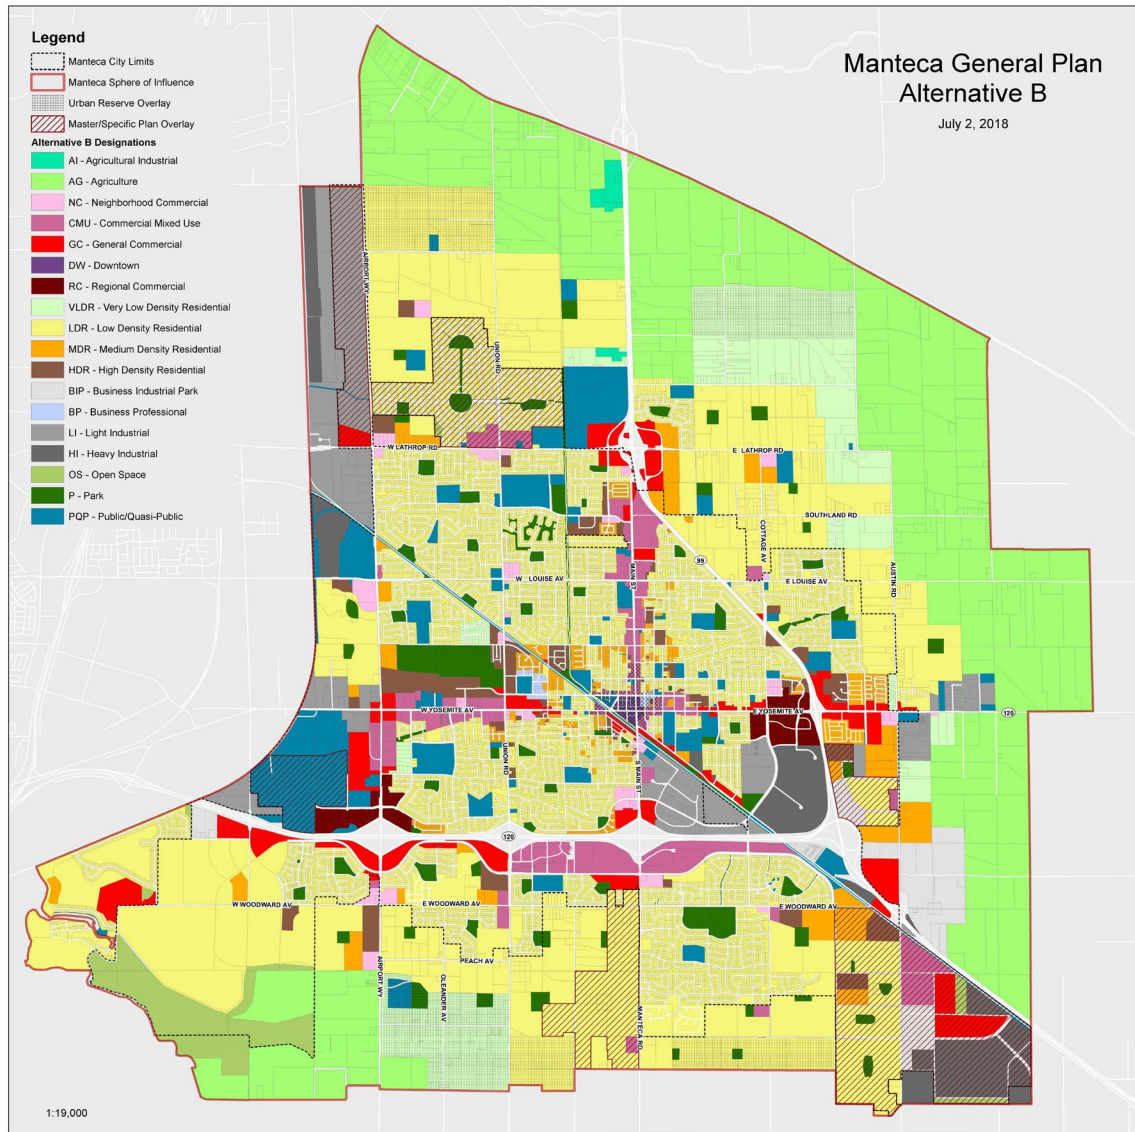 Legend
Manteca City Limits
Manteca Sphere of Influence
Urban Reserve Overlay
Master/Specific Plan Overlay
Alternative B Designations
AI - Agricultural Industrial
AG - Agriculture
NC - Neighborhood Commercial
CMU - Commercial Mixed Use
GC - General Commercial
DW - Downtown
RC - Regional Commercial
VLDR - Very Low Density Residential
LDR - Low Density Residential
MDR - Medium Density Residential
HDR - High Density Residential
BIP - Business Industrial Park
BP - Business Professional
LI - Light Industrial
HI - Heavy Industrial
OS - Open Space
P - Park
PQP - Public/Quasi-Public
Manteca General Plan
Alternative B
July 2, 2018
AIRPORT WY
UNION RD
W LATHROP RD
E LATHROP RD
SOUTHLAND RD
COTTAGE AV
99
MAIN ST
W LOUISE AV
E LOUISE AV
AUSTIN RD
W YOSEMITE AV
E YOSEMITE AV
120
UNION RD
S MAIN ST
120
W WOODWARD AV
E WOODWARD AV
E WOODWARD AV
PEACH AV
AIRPORT WY
OLEANDER AV
MANTECA RD
1:19,000